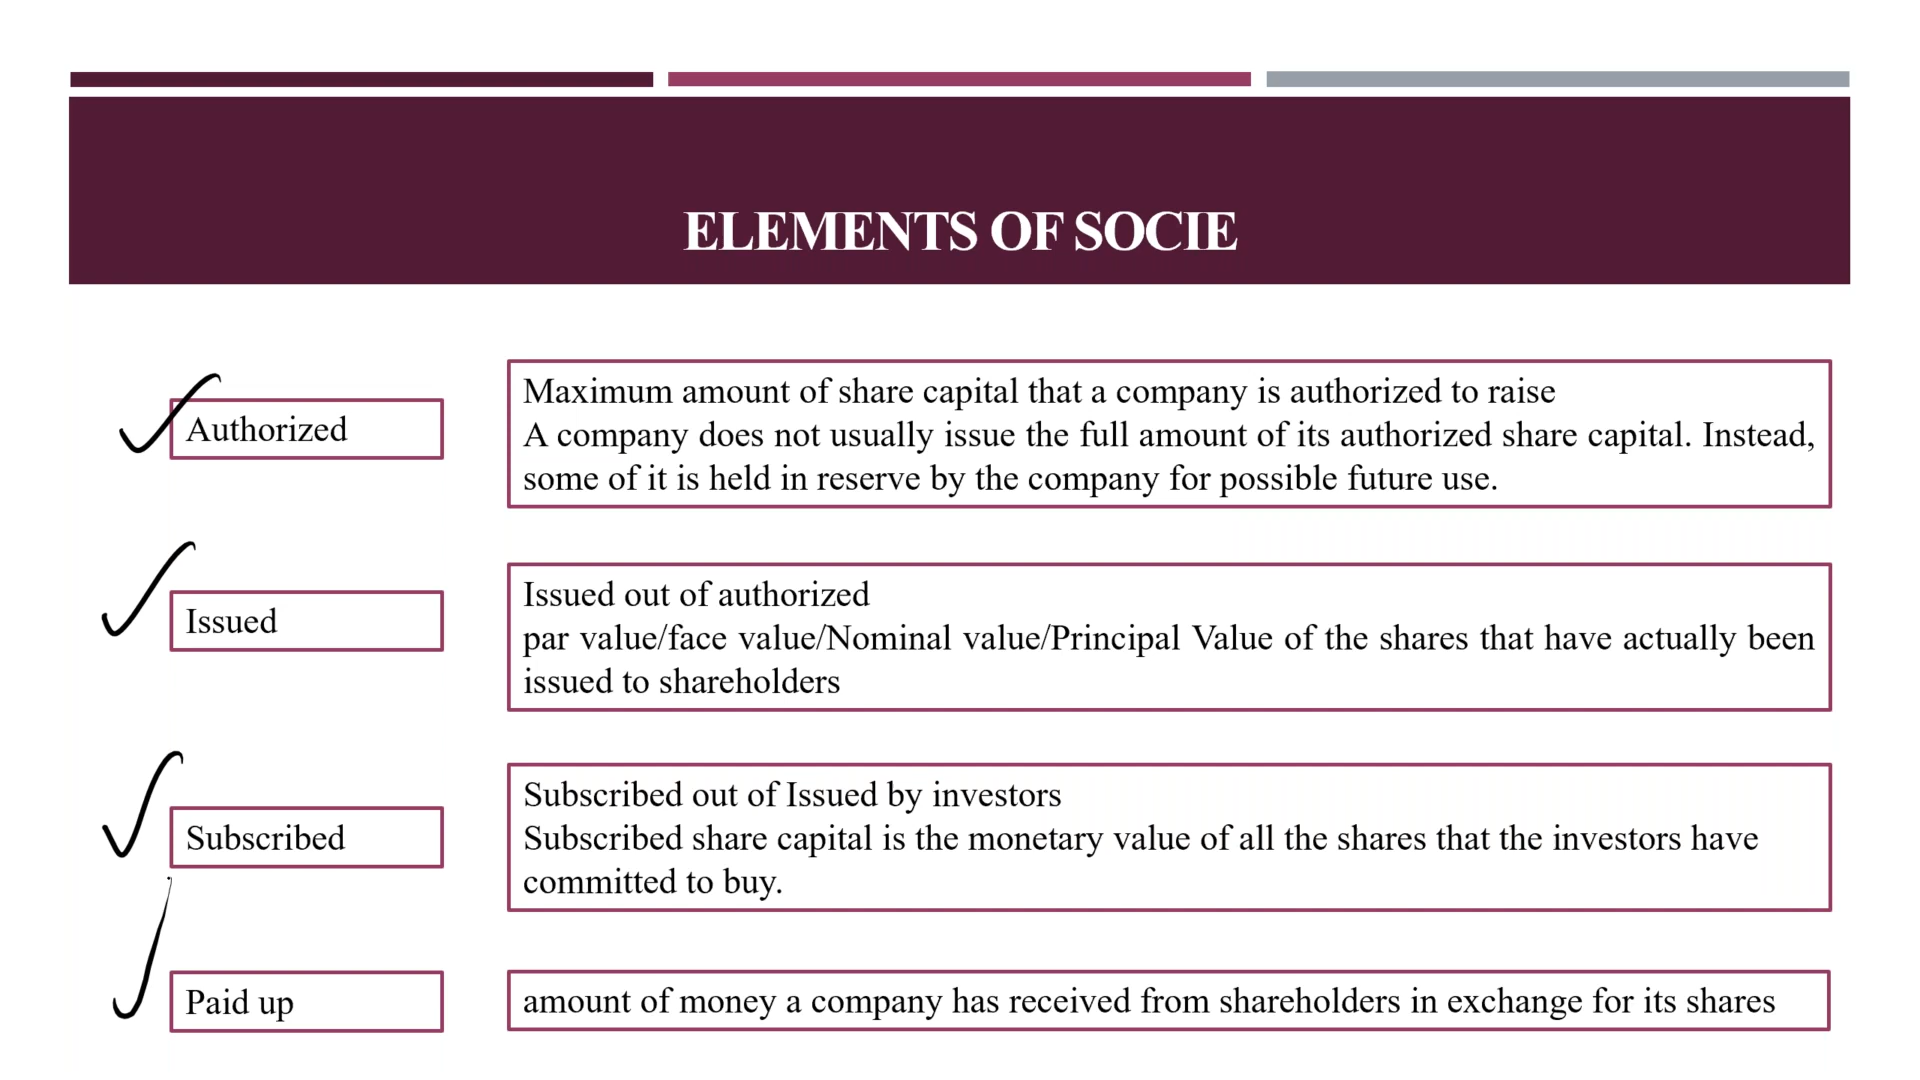 ELEMENTS OF SOCIE
Authorized
Maximum amount of share capital that a company is authorized to raise
A company does not usually issue the full amount of its authorized share capital. Instead,
some of it is held in reserve by the company for possible future use.
Issued
Issued out of authorized
par value/face value/Nominal value/Principal Value of the shares that have actually been
issued to shareholders
Subscribed
Subscribed out of Issued by investors
Subscribed share capital is the monetary value of all the shares that the investors have
committed to buy.
Paid up
amount of money a company has received from shareholders in exchange for its shares